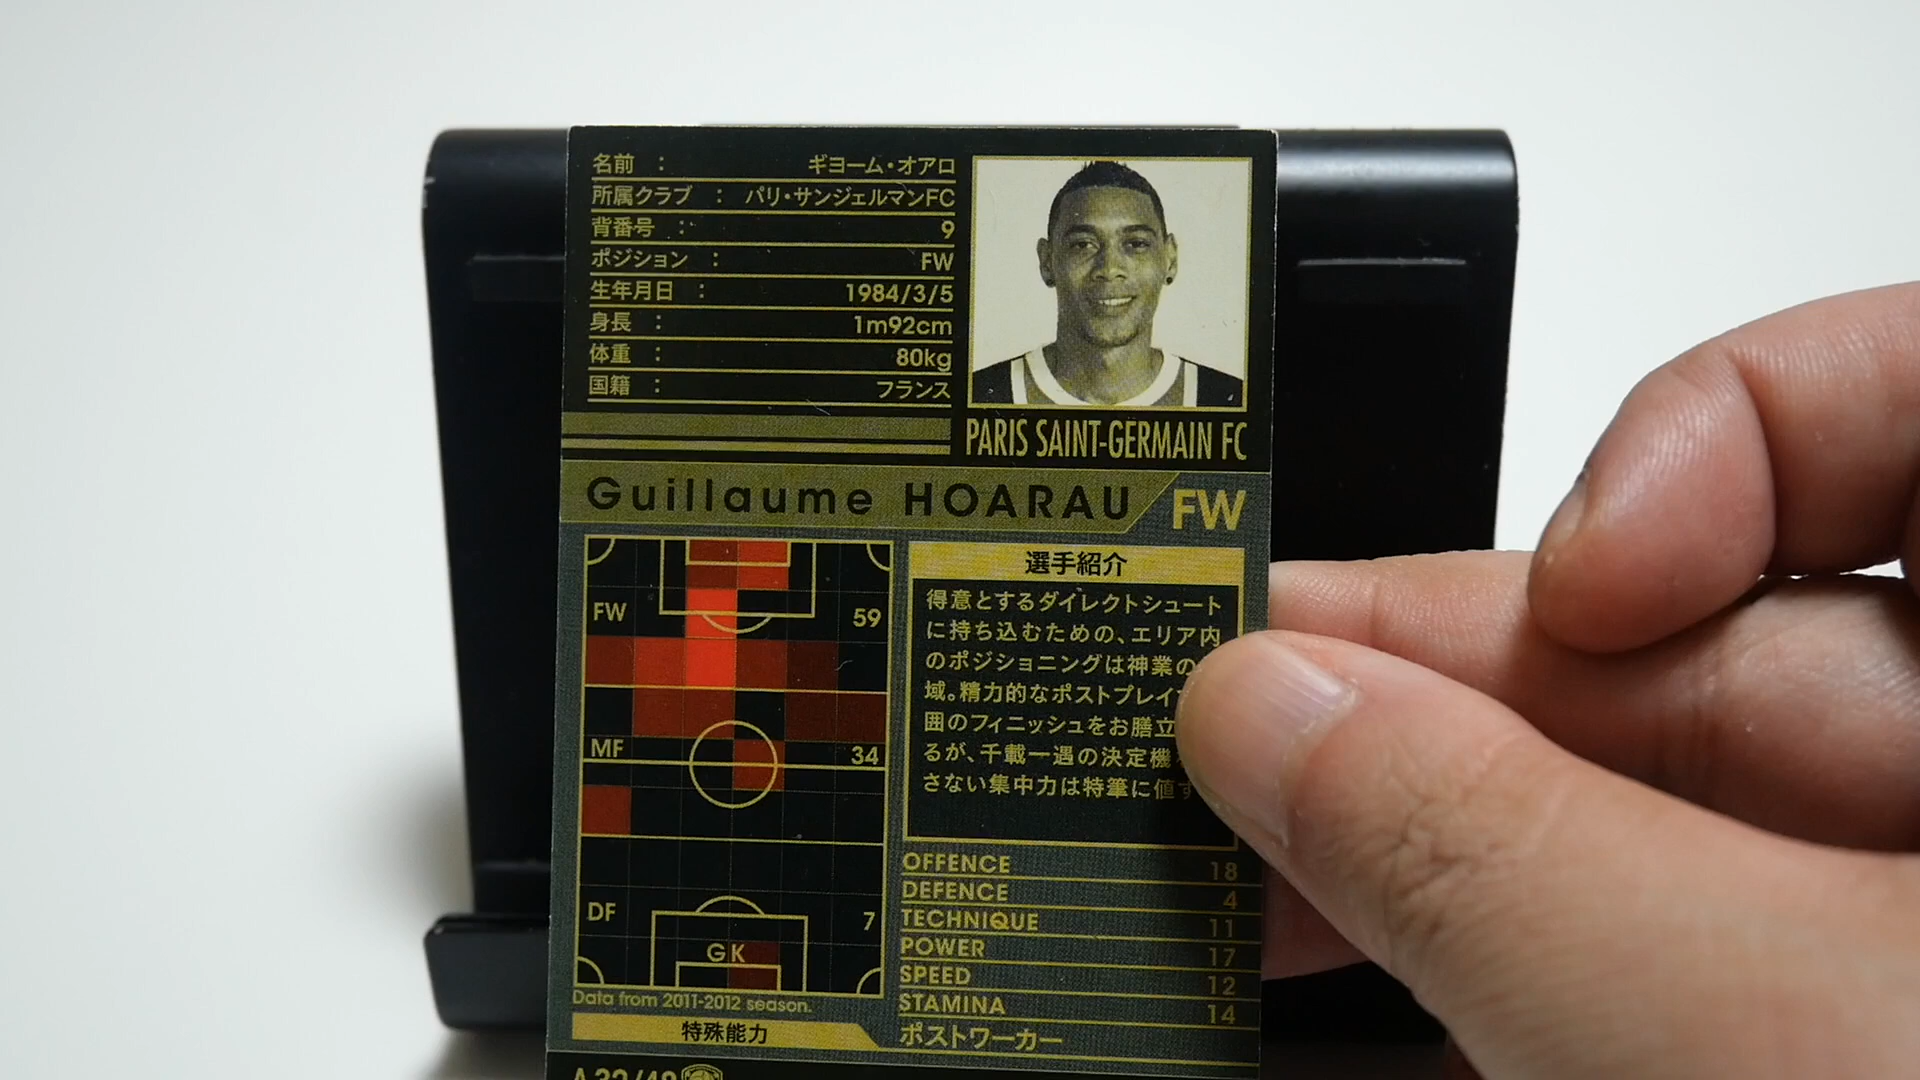 名前 : ギヨーム・オアロ
所属クラブ : パリ・サンジェルマンFC
背番号 : 9
ポジション : FW
生年月日 : 1984/3/5
身長 : 1m92cm
体重 : 80kg
国籍 : フランス
PARIS SAINT-GERMAIN FC
Guillaume HOARAU FW
FW 59
MF 34
DF 7
GK
Data from 2011-2012 season.
選手紹介
得意とするダイレクトシュート
に持ち込むための、エリア内
のポジショニングは神業の
域。精力的なポストプレイ
囲のフィニッシュをお膳立
るが、千載一遇の決定機
さない集中力は特筆に値す
OFFENCE 18
DEFENCE 4
TECHNIQUE 11
POWER 17
SPEED 12
STAMINA 14
特殊能力 ポストワーカー
A32/48